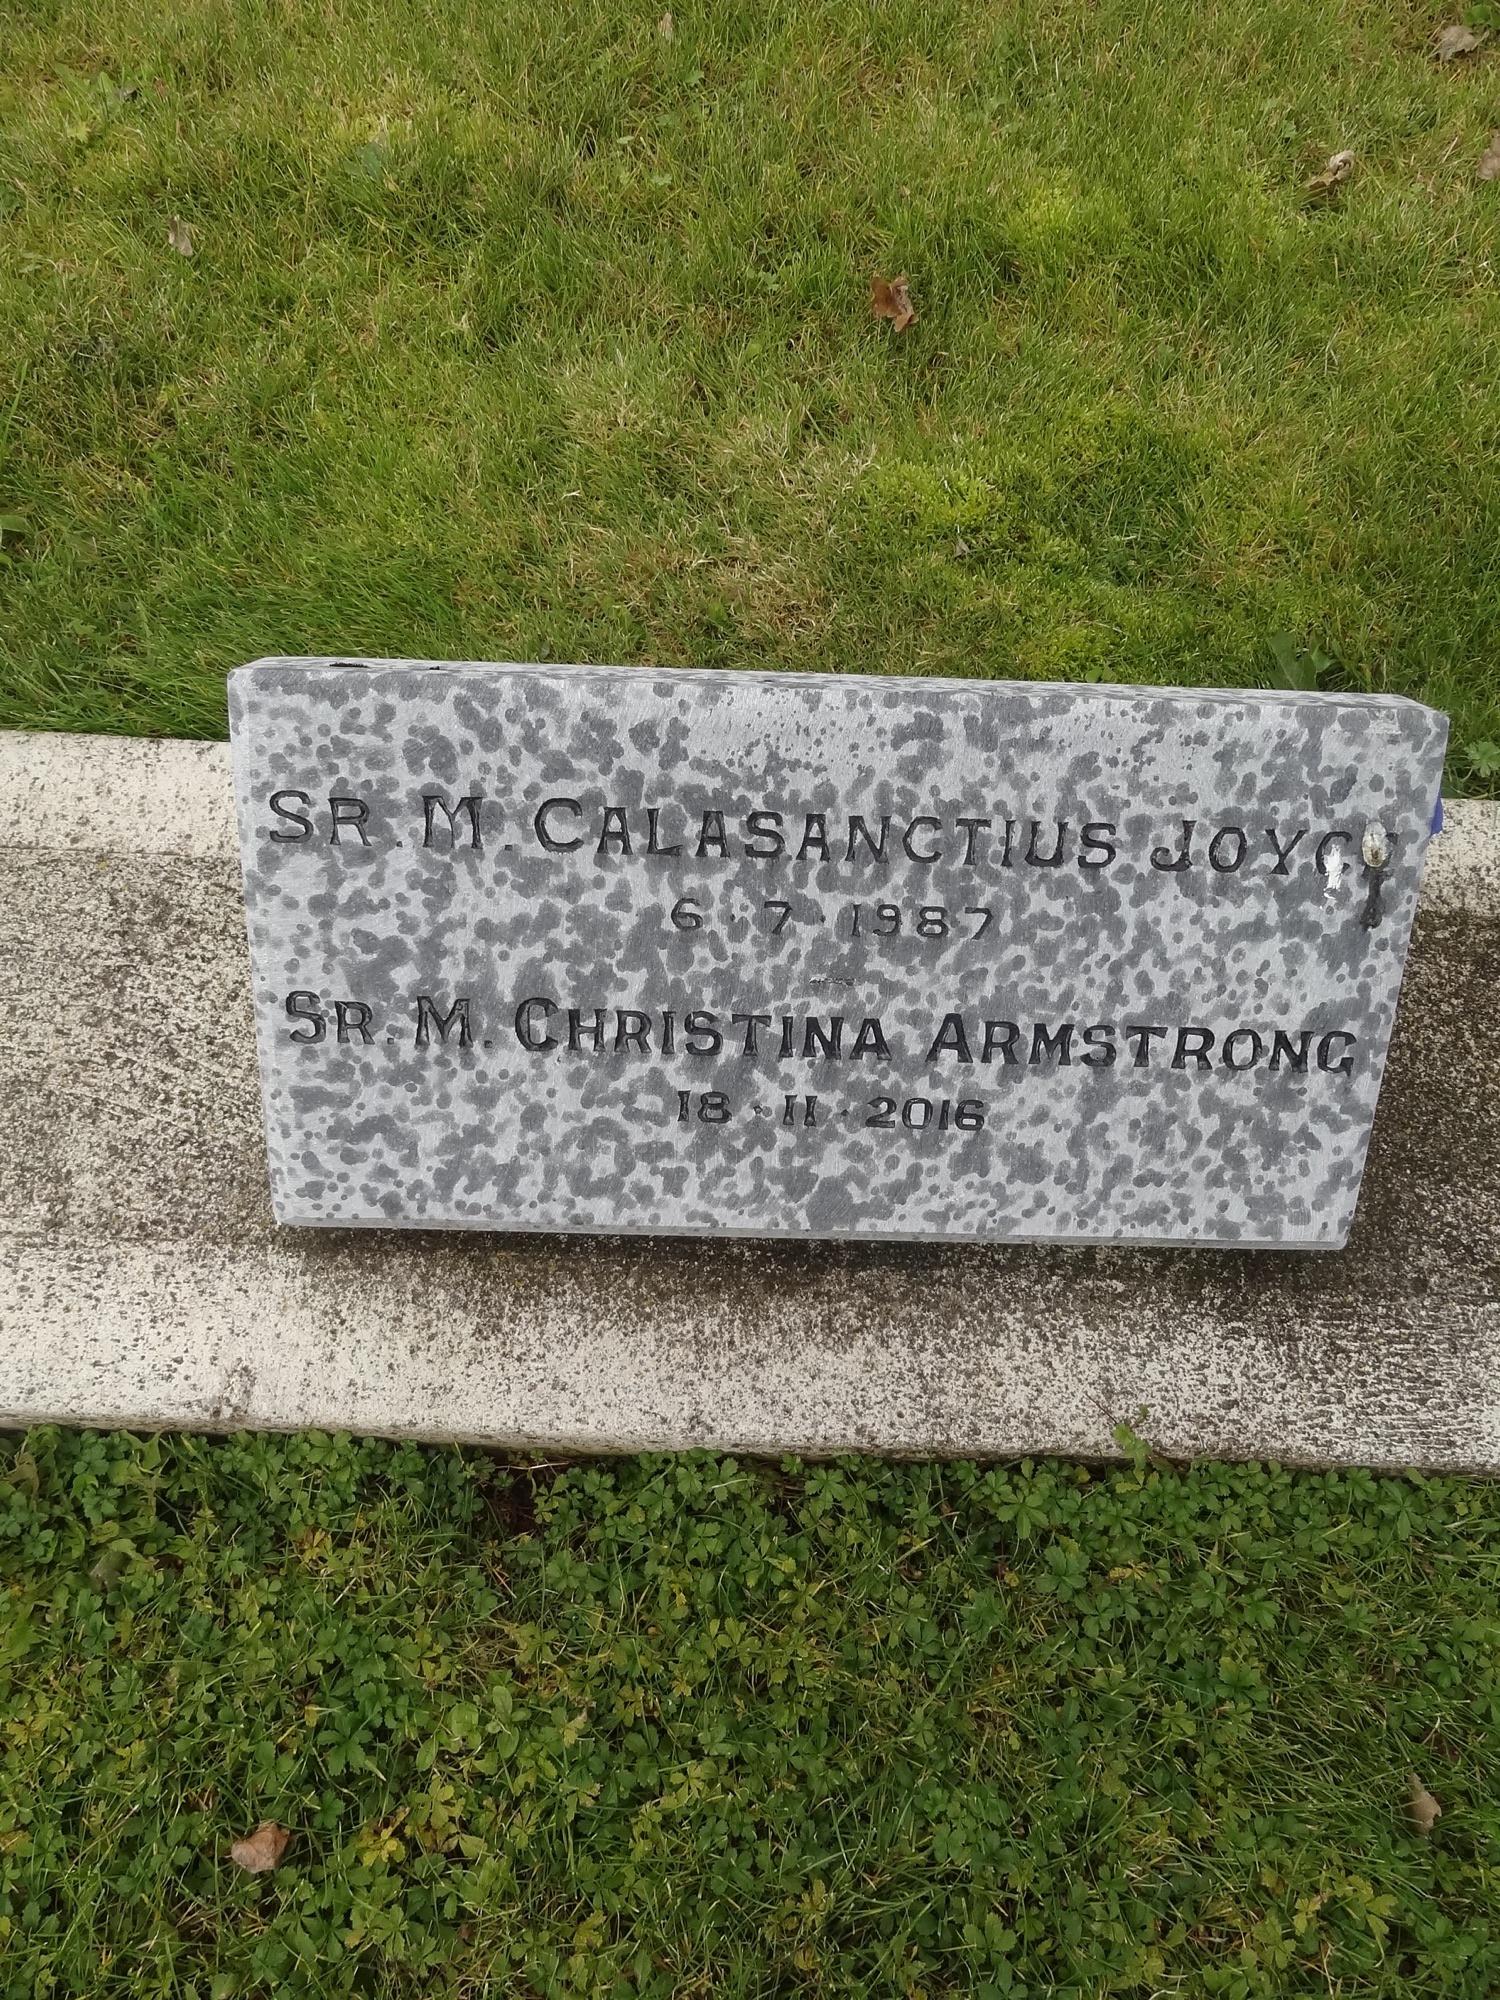 SR. M. CALASANCTIUS JOYCE
6 · 7 · 1987
SR. M. CHRISTINA ARMSTRONG
18 · 11 · 2016